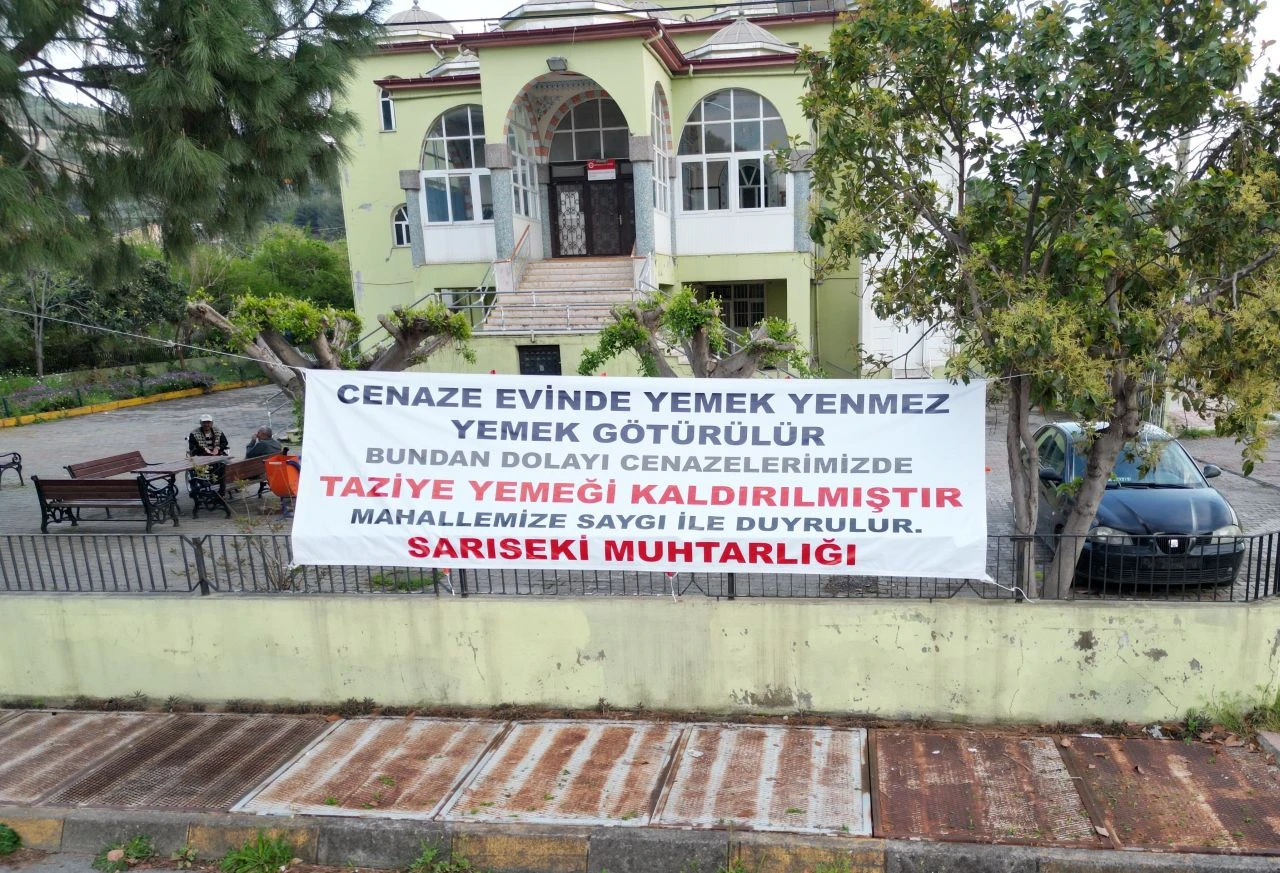 CENAZE EVİNDE YEMEK YENMEZ
YEMEK GÖTÜRÜLÜR
BUNDAN DOLAYI CENAZELERİMİZDE
TAZİYE YEMEĞİ KALDIRILMIŞTIR
MAHALLEMİZE SAYGI İLE DUYRULUR.
SARISEKİ MUHTARLIĞI